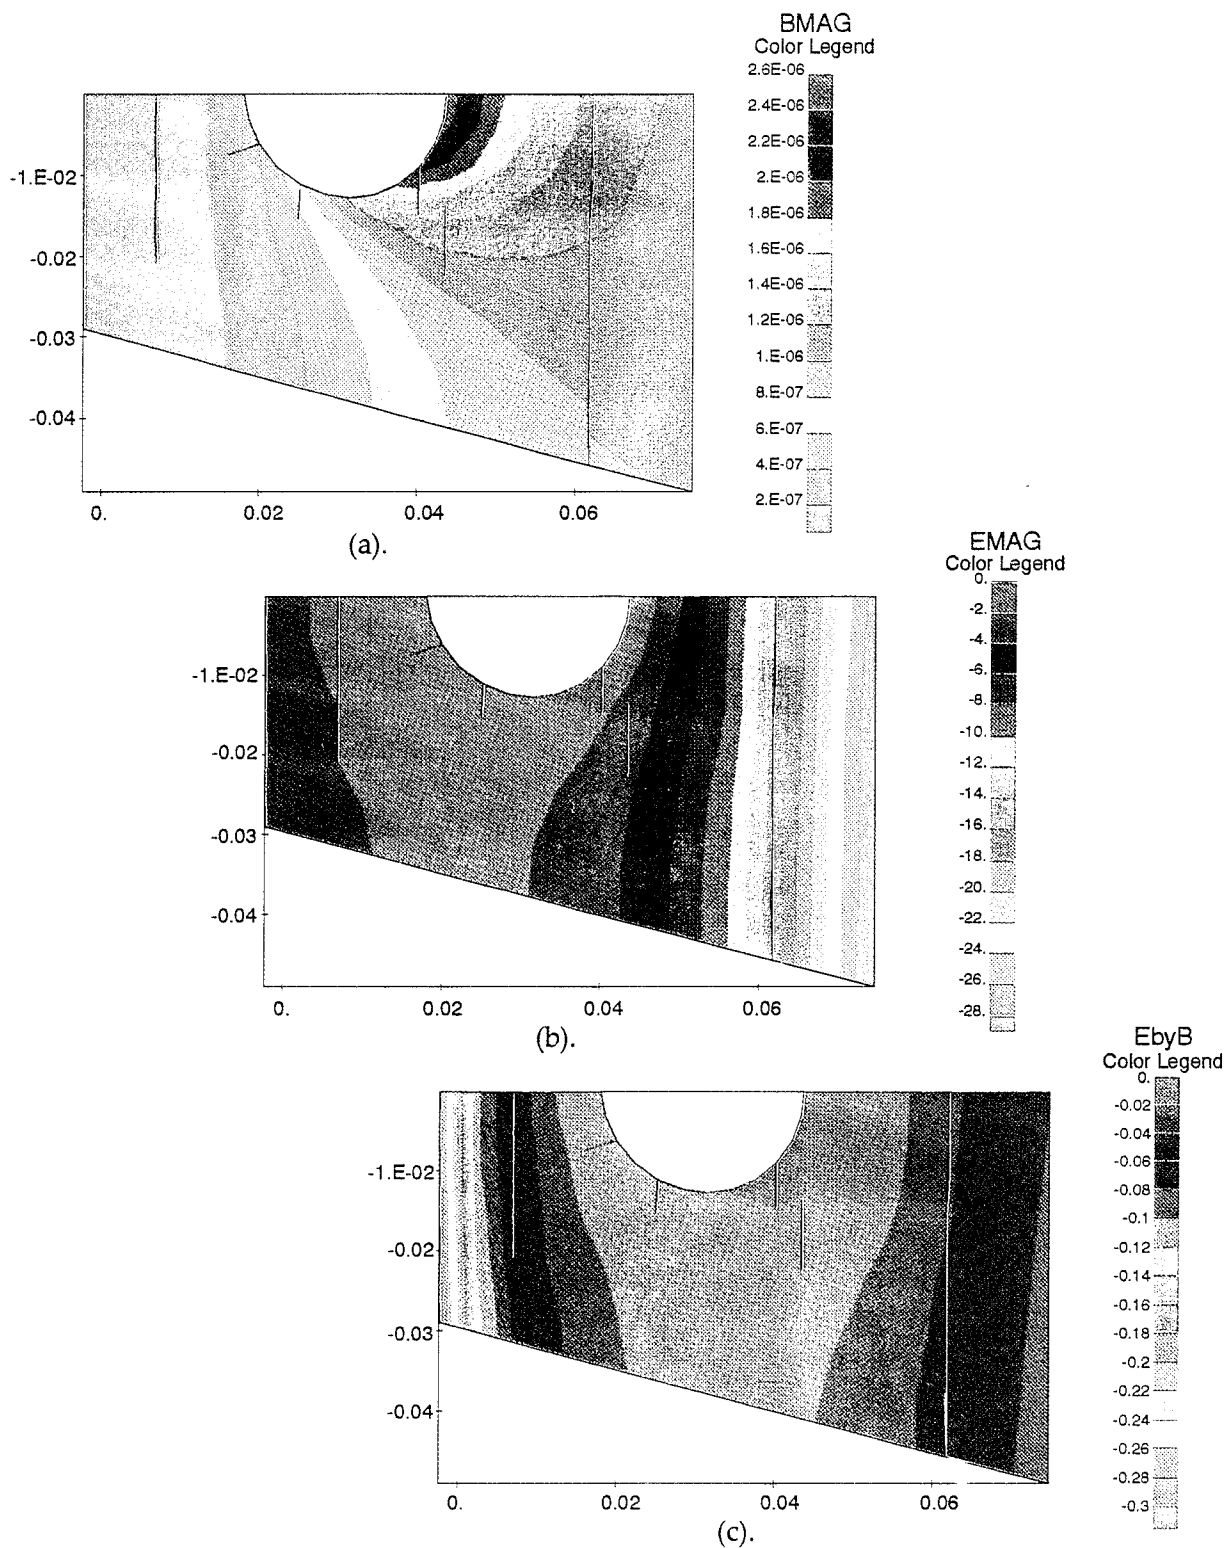 BMAG
Color Legend
2.6E-06
2.4E-06
2.2E-06
2.E-06
1.8E-06
1.6E-06
1.4E-06
1.2E-06
1.E-06
8.E-07
6.E-07
4.E-07
2.E-07
-1.E-02
-0.02
-0.03
-0.04
0. 0.02 0.04 0.06
(a).
EMAG
Color Legend
0.
-2.
-4.
-6.
-8.
-10.
-12.
-14.
-16.
-18.
-20.
-22.
-24.
-26.
-28.
-1.E-02
-0.02
-0.03
-0.04
0. 0.02 0.04 0.06
(b).
EbyB
Color Legend
0.
-0.02
-0.04
-0.06
-0.08
-0.1
-0.12
-0.14
-0.16
-0.18
-0.2
-0.22
-0.24
-0.26
-0.28
-0.3
-1.E-02
-0.02
-0.03
-0.04
0. 0.02 0.04 0.06
(c).